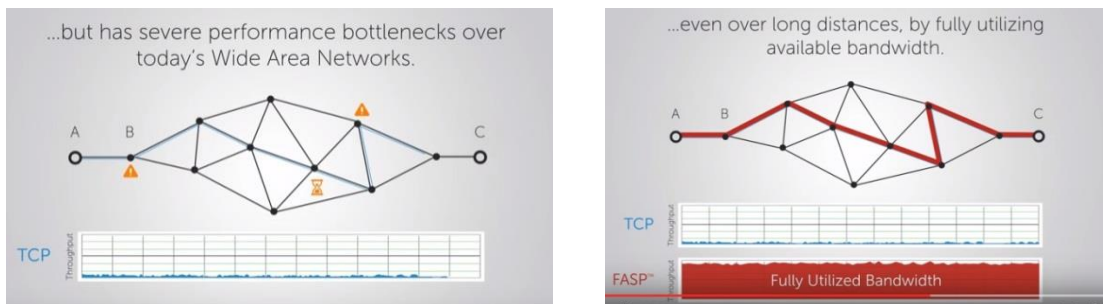 ...but has severe performance bottlenecks over
today's Wide Area Networks.
A
B
C
TCP
Throughput
...even over long distances, by fully utilizing
available bandwidth.
A
B
C
TCP
Throughput
FASP™
Throughput
Fully Utilized Bandwidth